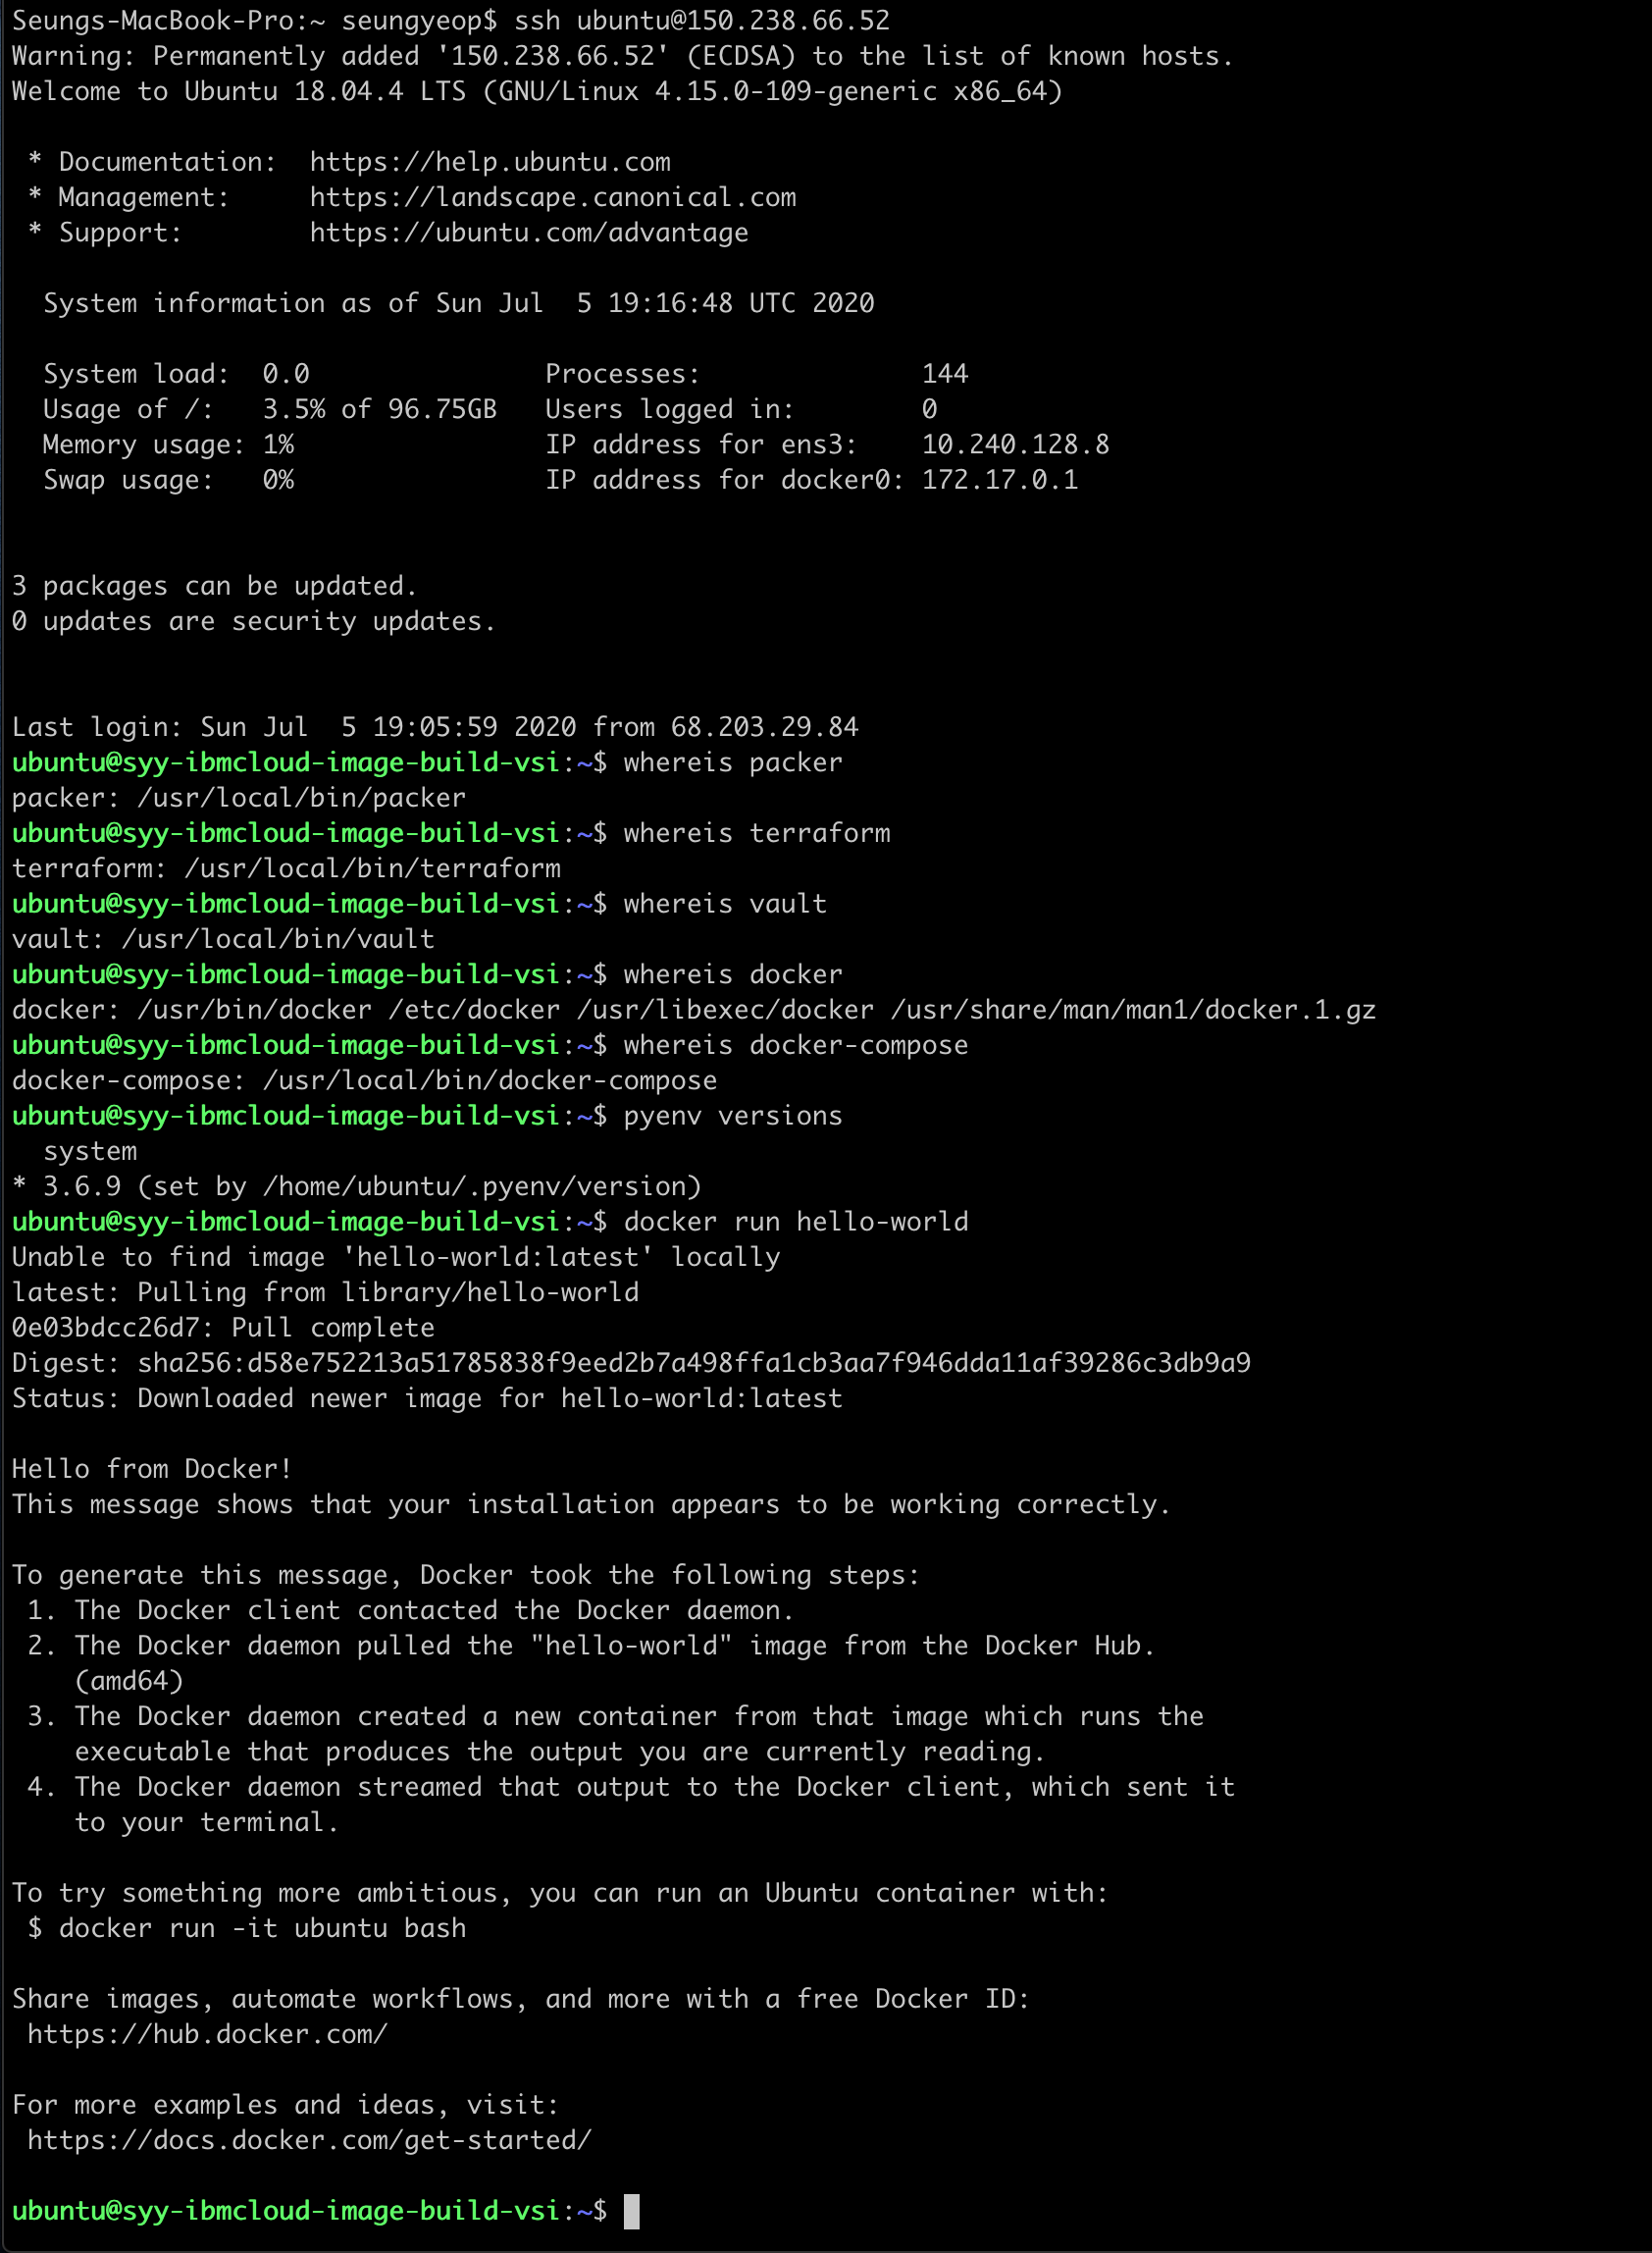 Seungs-MacBook-Pro:~ seungyeop$ ssh ubuntu@150.238.66.52
Warning: Permanently added '150.238.66.52' (ECDSA) to the list of known hosts.
Welcome to Ubuntu 18.04.4 LTS (GNU/Linux 4.15.0-109-generic x86_64)

 * Documentation:  https://help.ubuntu.com
 * Management:     https://landscape.canonical.com
 * Support:        https://ubuntu.com/advantage

  System information as of Sun Jul  5 19:16:48 UTC 2020

  System load:  0.0               Processes:              144
  Usage of /:   3.5% of 96.75GB   Users logged in:        0
  Memory usage: 1%                IP address for ens3:    10.240.128.8
  Swap usage:   0%                IP address for docker0: 172.17.0.1


3 packages can be updated.
0 updates are security updates.


Last login: Sun Jul  5 19:05:59 2020 from 68.203.29.84
ubuntu@syy-ibmcloud-image-build-vsi:~$ whereis packer
packer: /usr/local/bin/packer
ubuntu@syy-ibmcloud-image-build-vsi:~$ whereis terraform
terraform: /usr/local/bin/terraform
ubuntu@syy-ibmcloud-image-build-vsi:~$ whereis vault
vault: /usr/local/bin/vault
ubuntu@syy-ibmcloud-image-build-vsi:~$ whereis docker
docker: /usr/bin/docker /etc/docker /usr/libexec/docker /usr/share/man/man1/docker.1.gz
ubuntu@syy-ibmcloud-image-build-vsi:~$ whereis docker-compose
docker-compose: /usr/local/bin/docker-compose
ubuntu@syy-ibmcloud-image-build-vsi:~$ pyenv versions
  system
* 3.6.9 (set by /home/ubuntu/.pyenv/version)
ubuntu@syy-ibmcloud-image-build-vsi:~$ docker run hello-world
Unable to find image 'hello-world:latest' locally
latest: Pulling from library/hello-world
0e03bdcc26d7: Pull complete
Digest: sha256:d58e752213a51785838f9eed2b7a498ffa1cb3aa7f946dda11af39286c3db9a9
Status: Downloaded newer image for hello-world:latest

Hello from Docker!
This message shows that your installation appears to be working correctly.

To generate this message, Docker took the following steps:
 1. The Docker client contacted the Docker daemon.
 2. The Docker daemon pulled the "hello-world" image from the Docker Hub.
    (amd64)
 3. The Docker daemon created a new container from that image which runs the
    executable that produces the output you are currently reading.
 4. The Docker daemon streamed that output to the Docker client, which sent it
    to your terminal.

To try something more ambitious, you can run an Ubuntu container with:
 $ docker run -it ubuntu bash

Share images, automate workflows, and more with a free Docker ID:
 https://hub.docker.com/

For more examples and ideas, visit:
 https://docs.docker.com/get-started/

ubuntu@syy-ibmcloud-image-build-vsi:~$